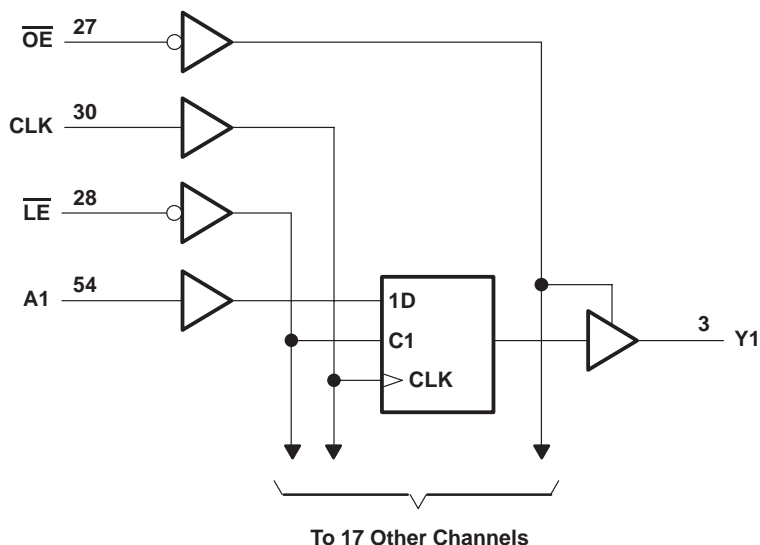 OE 27
CLK 30
LE 28
A1 54
1D
C1
CLK
3 Y1
To 17 Other Channels